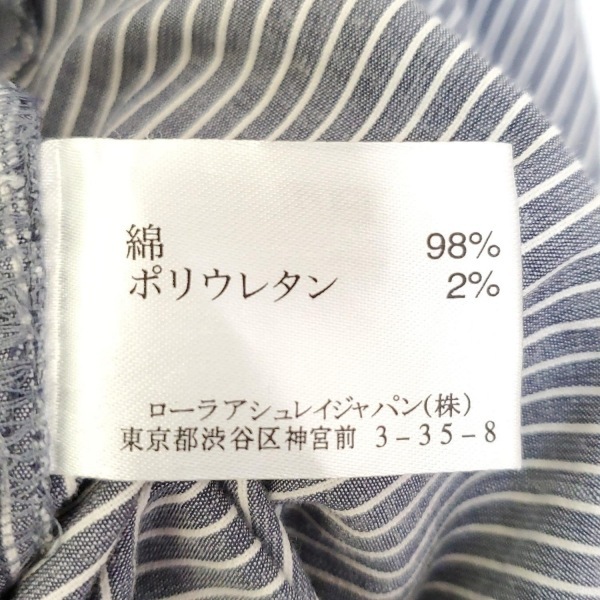 綿 98%
ポリウレタン 2%
ローラアシュレイジャパン(株)
東京都渋谷区神宮前 3-35-8